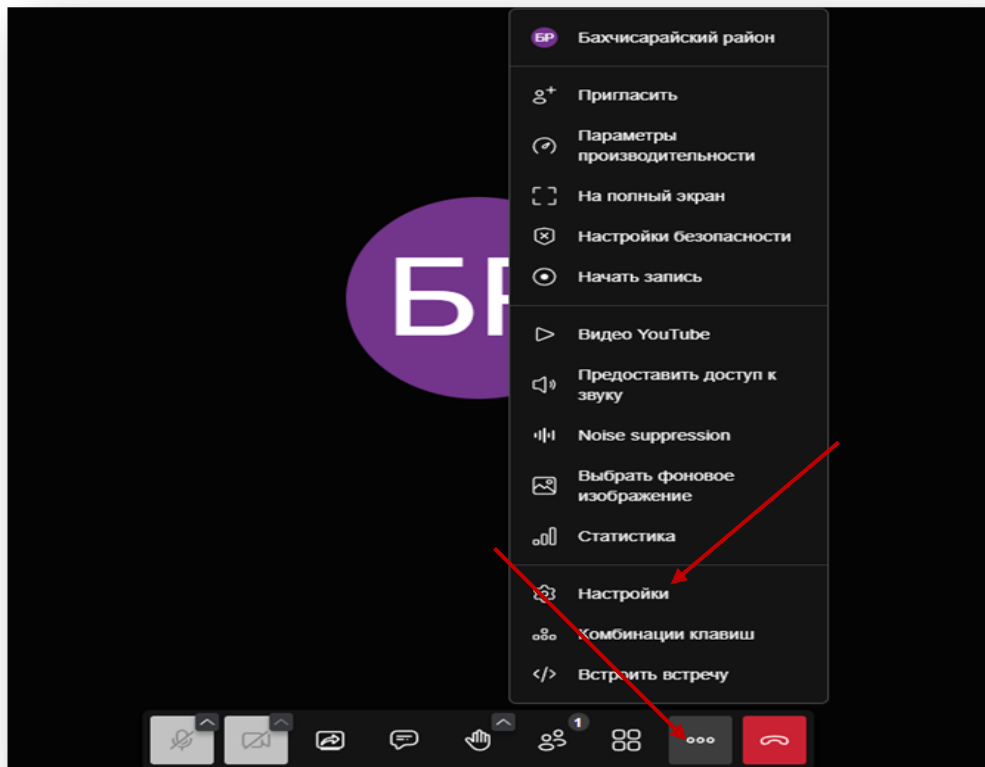 БР Бахчисарайский район
Пригласить
Параметры
производительности
На полный экран
Настройки безопасности
Начать запись
БР
Видео YouTube
Предоставить доступ к
звуку
Noise suppression
Выбрать фоновое
изображение
Статистика
Настройки
Комбинации клавиш
Встроить встречу
1